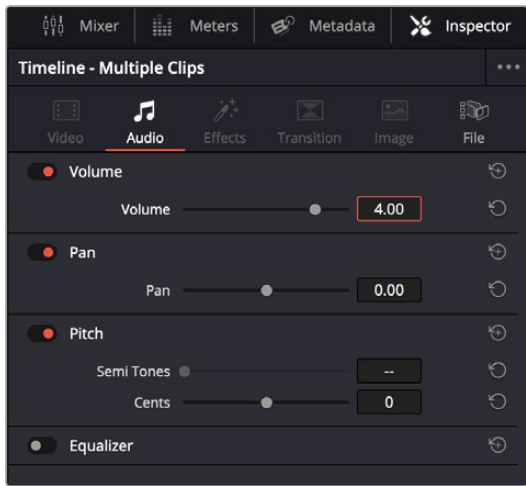 Mixer Meters Metadata Inspector
Timeline - Multiple Clips
Video Audio Effects Transition Image File
Volume
Volume 4.00
Pan
Pan 0.00
Pitch
Semi Tones --
Cents 0
Equalizer